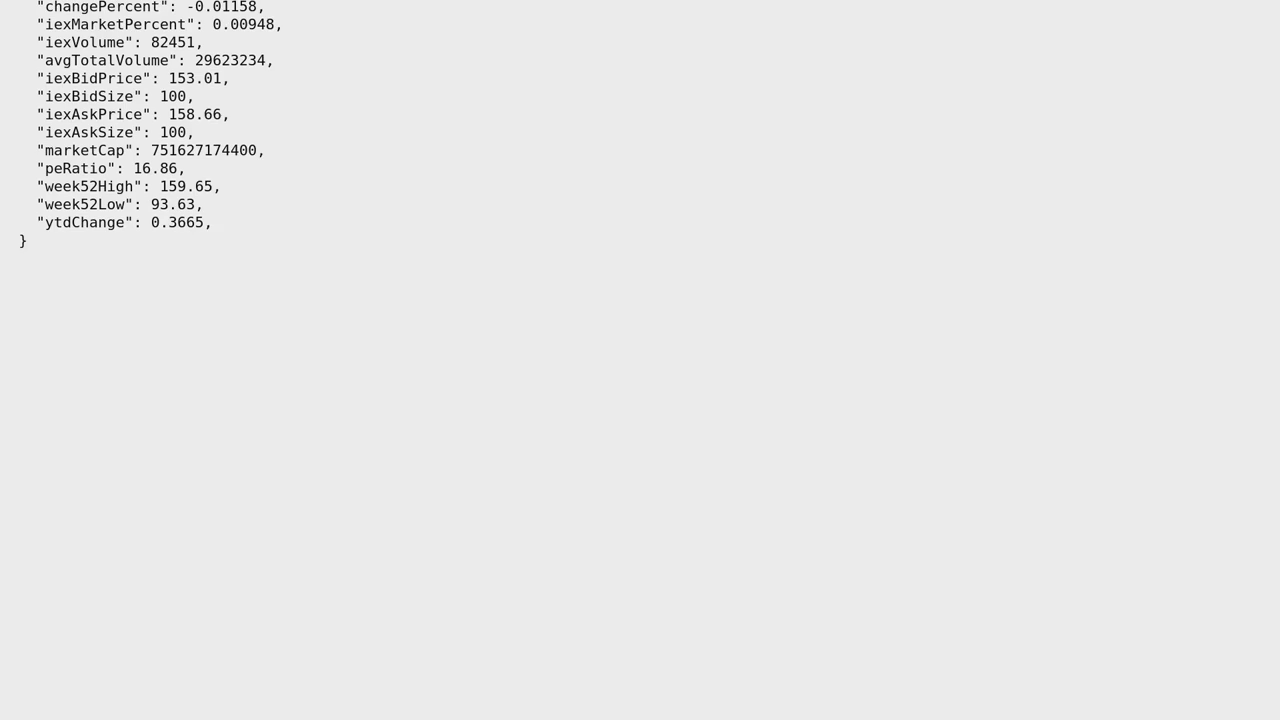 "changePercent": -0.01158,
"iexMarketPercent": 0.00948,
"iexVolume": 82451,
"avgTotalVolume": 29623234,
"iexBidPrice": 153.01,
"iexBidSize": 100,
"iexAskPrice": 158.66,
"iexAskSize": 100,
"marketCap": 751627174400,
"peRatio": 16.86,
"week52High": 159.65,
"week52Low": 93.63,
"ytdChange": 0.3665,
}